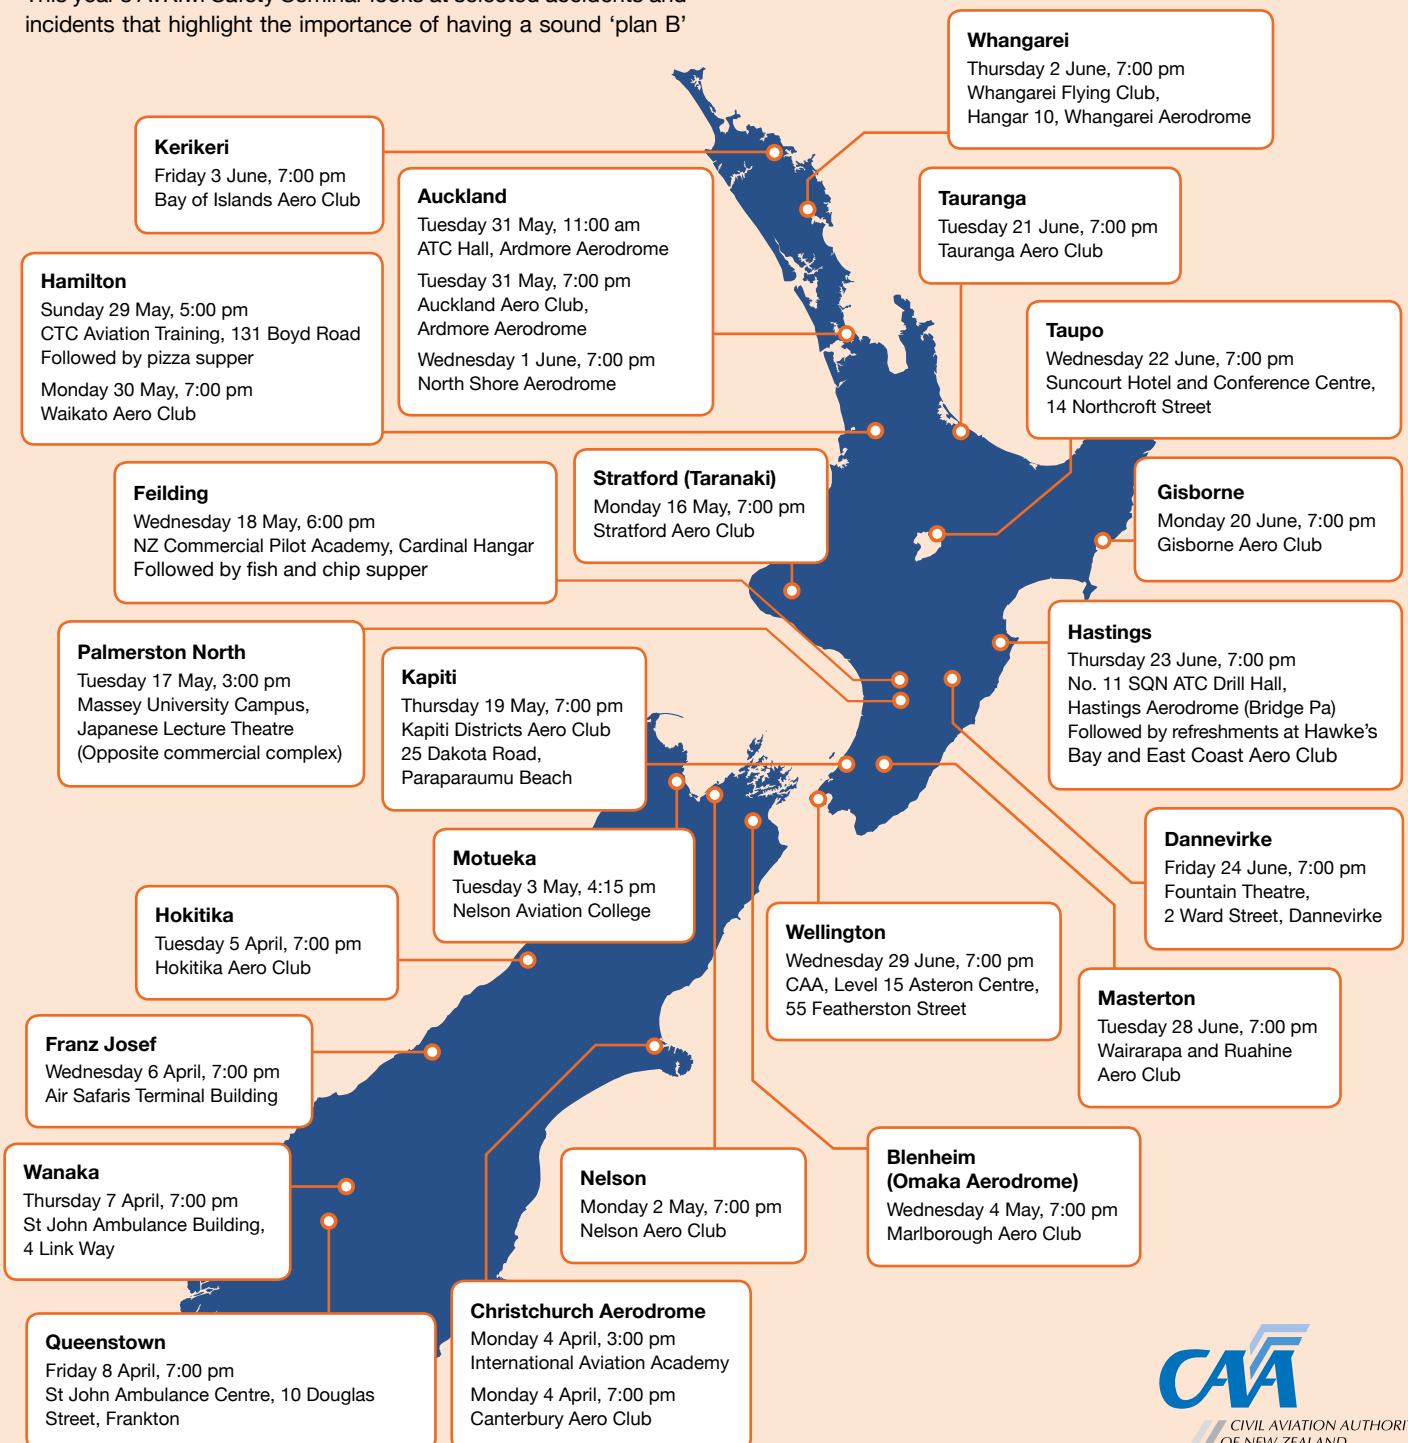 incidents that highlight the importance of having a sound ‘plan B’
Whangarei
Thursday 2 June, 7:00 pm
Whangarei Flying Club,
Hangar 10, Whangarei Aerodrome
Kerikeri
Friday 3 June, 7:00 pm
Bay of Islands Aero Club
Auckland
Tuesday 31 May, 11:00 am
ATC Hall, Ardmore Aerodrome
Tuesday 31 May, 7:00 pm
Auckland Aero Club,
Ardmore Aerodrome
Wednesday 1 June, 7:00 pm
North Shore Aerodrome
Tauranga
Tuesday 21 June, 7:00 pm
Tauranga Aero Club
Hamilton
Sunday 29 May, 5:00 pm
CTC Aviation Training, 131 Boyd Road
Followed by pizza supper
Monday 30 May, 7:00 pm
Waikato Aero Club
Taupo
Wednesday 22 June, 7:00 pm
Suncourt Hotel and Conference Centre,
14 Northcroft Street
Feilding
Wednesday 18 May, 6:00 pm
NZ Commercial Pilot Academy, Cardinal Hangar
Followed by fish and chip supper
Stratford (Taranaki)
Monday 16 May, 7:00 pm
Stratford Aero Club
Gisborne
Monday 20 June, 7:00 pm
Gisborne Aero Club
Palmerston North
Tuesday 17 May, 3:00 pm
Massey University Campus,
Japanese Lecture Theatre
(Opposite commercial complex)
Kapiti
Thursday 19 May, 7:00 pm
Kapiti Districts Aero Club
25 Dakota Road,
Paraparaumu Beach
Hastings
Thursday 23 June, 7:00 pm
No. 11 SQN ATC Drill Hall,
Hastings Aerodrome (Bridge Pa)
Followed by refreshments at Hawke’s
Bay and East Coast Aero Club
Motueka
Tuesday 3 May, 4:15 pm
Nelson Aviation College
Dannevirke
Friday 24 June, 7:00 pm
Fountain Theatre,
2 Ward Street, Dannevirke
Hokitika
Tuesday 5 April, 7:00 pm
Hokitika Aero Club
Wellington
Wednesday 29 June, 7:00 pm
CAA, Level 15 Asteron Centre,
55 Featherston Street
Masterton
Tuesday 28 June, 7:00 pm
Wairarapa and Ruahine
Aero Club
Franz Josef
Wednesday 6 April, 7:00 pm
Air Safaris Terminal Building
Wanaka
Thursday 7 April, 7:00 pm
St John Ambulance Building,
4 Link Way
Nelson
Monday 2 May, 7:00 pm
Nelson Aero Club
Blenheim
(Omaka Aerodrome)
Wednesday 4 May, 7:00 pm
Marlborough Aero Club
Queenstown
Friday 8 April, 7:00 pm
St John Ambulance Centre, 10 Douglas
Street, Frankton
Christchurch Aerodrome
Monday 4 April, 3:00 pm
International Aviation Academy
Monday 4 April, 7:00 pm
Canterbury Aero Club
CAA
CIVIL AVIATION AUTHORI
OF NEW ZEALAND